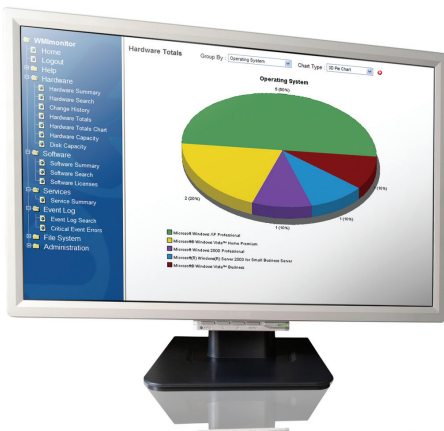 WMImonitor
Home
Logout
Help
Hardware
Hardware Summary
Hardware Search
Change History
Hardware Totals
Hardware Totals Chart
Hardware Capacity
Disk Capacity
Software
Software Summary
Software Search
Software Licenses
Services
Service Summary
Event Log
Event Log Search
Critical Event Errors
File System
Administration
Hardware Totals
Group By : Operating System
Chart Type : 3D Pie Chart
Operating System
5 (50%)
(10%)
1 (10%)
1 (10%)
2 (20%)
Microsoft Windows XP Professional
Microsoft® Windows Vista™ Home Premium
Microsoft Windows 2000 Professional
Microsoft(R) Windows(R) Server 2003 for Small Business Server
Microsoft® Windows Vista™ Business